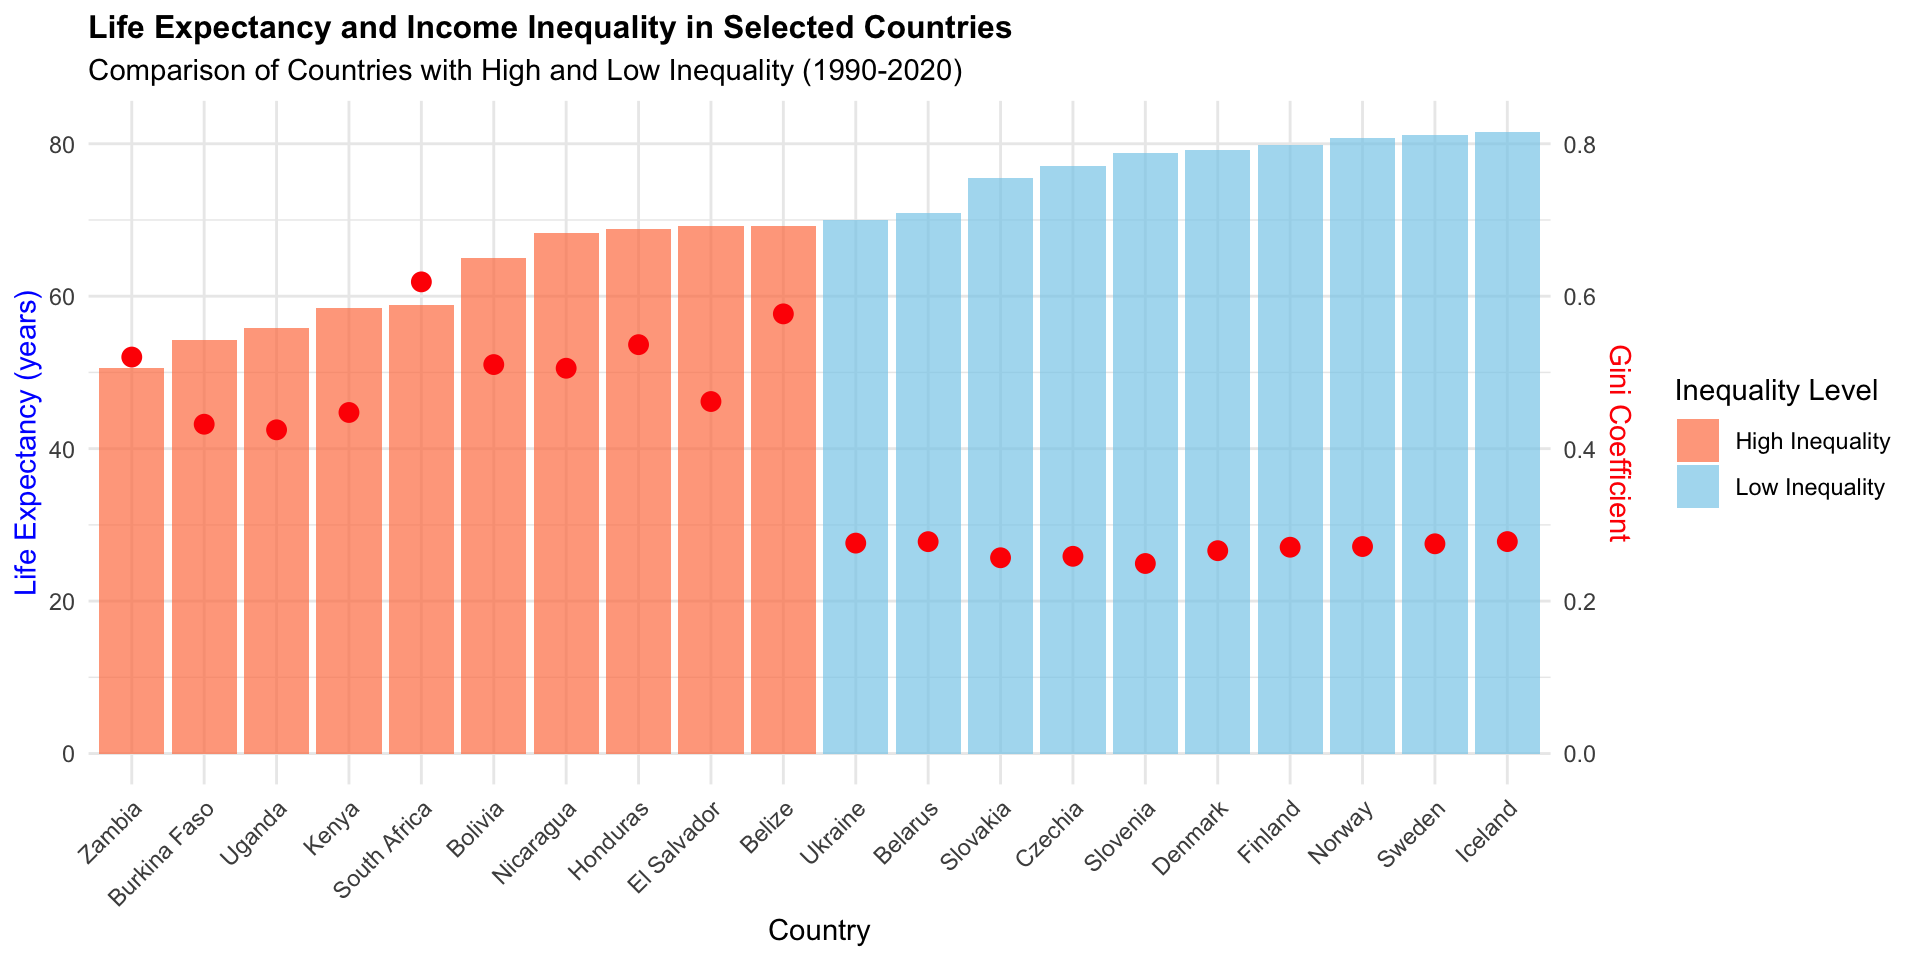 Life Expectancy and Income Inequality in Selected Countries
Comparison of Countries with High and Low Inequality (1990-2020)
Life Expectancy (years)
80
60
40
20
0
0.8
0.6
0.4
0.2
0.0
Gini Coefficient
Inequality Level
High Inequality
Low Inequality
Zambia
Burkina Faso
Uganda
Kenya
South Africa
Bolivia
Nicaragua
Honduras
El Salvador
Belize
Ukraine
Belarus
Slovakia
Czechia
Slovenia
Denmark
Finland
Norway
Sweden
Iceland
Country